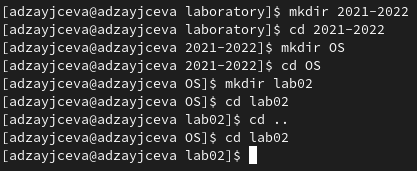 [adzayjceva@adzayjceva laboratory]$ mkdir 2021-2022
[adzayjceva@adzayjceva laboratory]$ cd 2021-2022
[adzayjceva@adzayjceva 2021-2022]$ mkdir OS
[adzayjceva@adzayjceva 2021-2022]$ cd OS
[adzayjceva@adzayjceva OS]$ mkdir lab02
[adzayjceva@adzayjceva OS]$ cd lab02
[adzayjceva@adzayjceva lab02]$ cd ..
[adzayjceva@adzayjceva OS]$ cd lab02
[adzayjceva@adzayjceva lab02]$